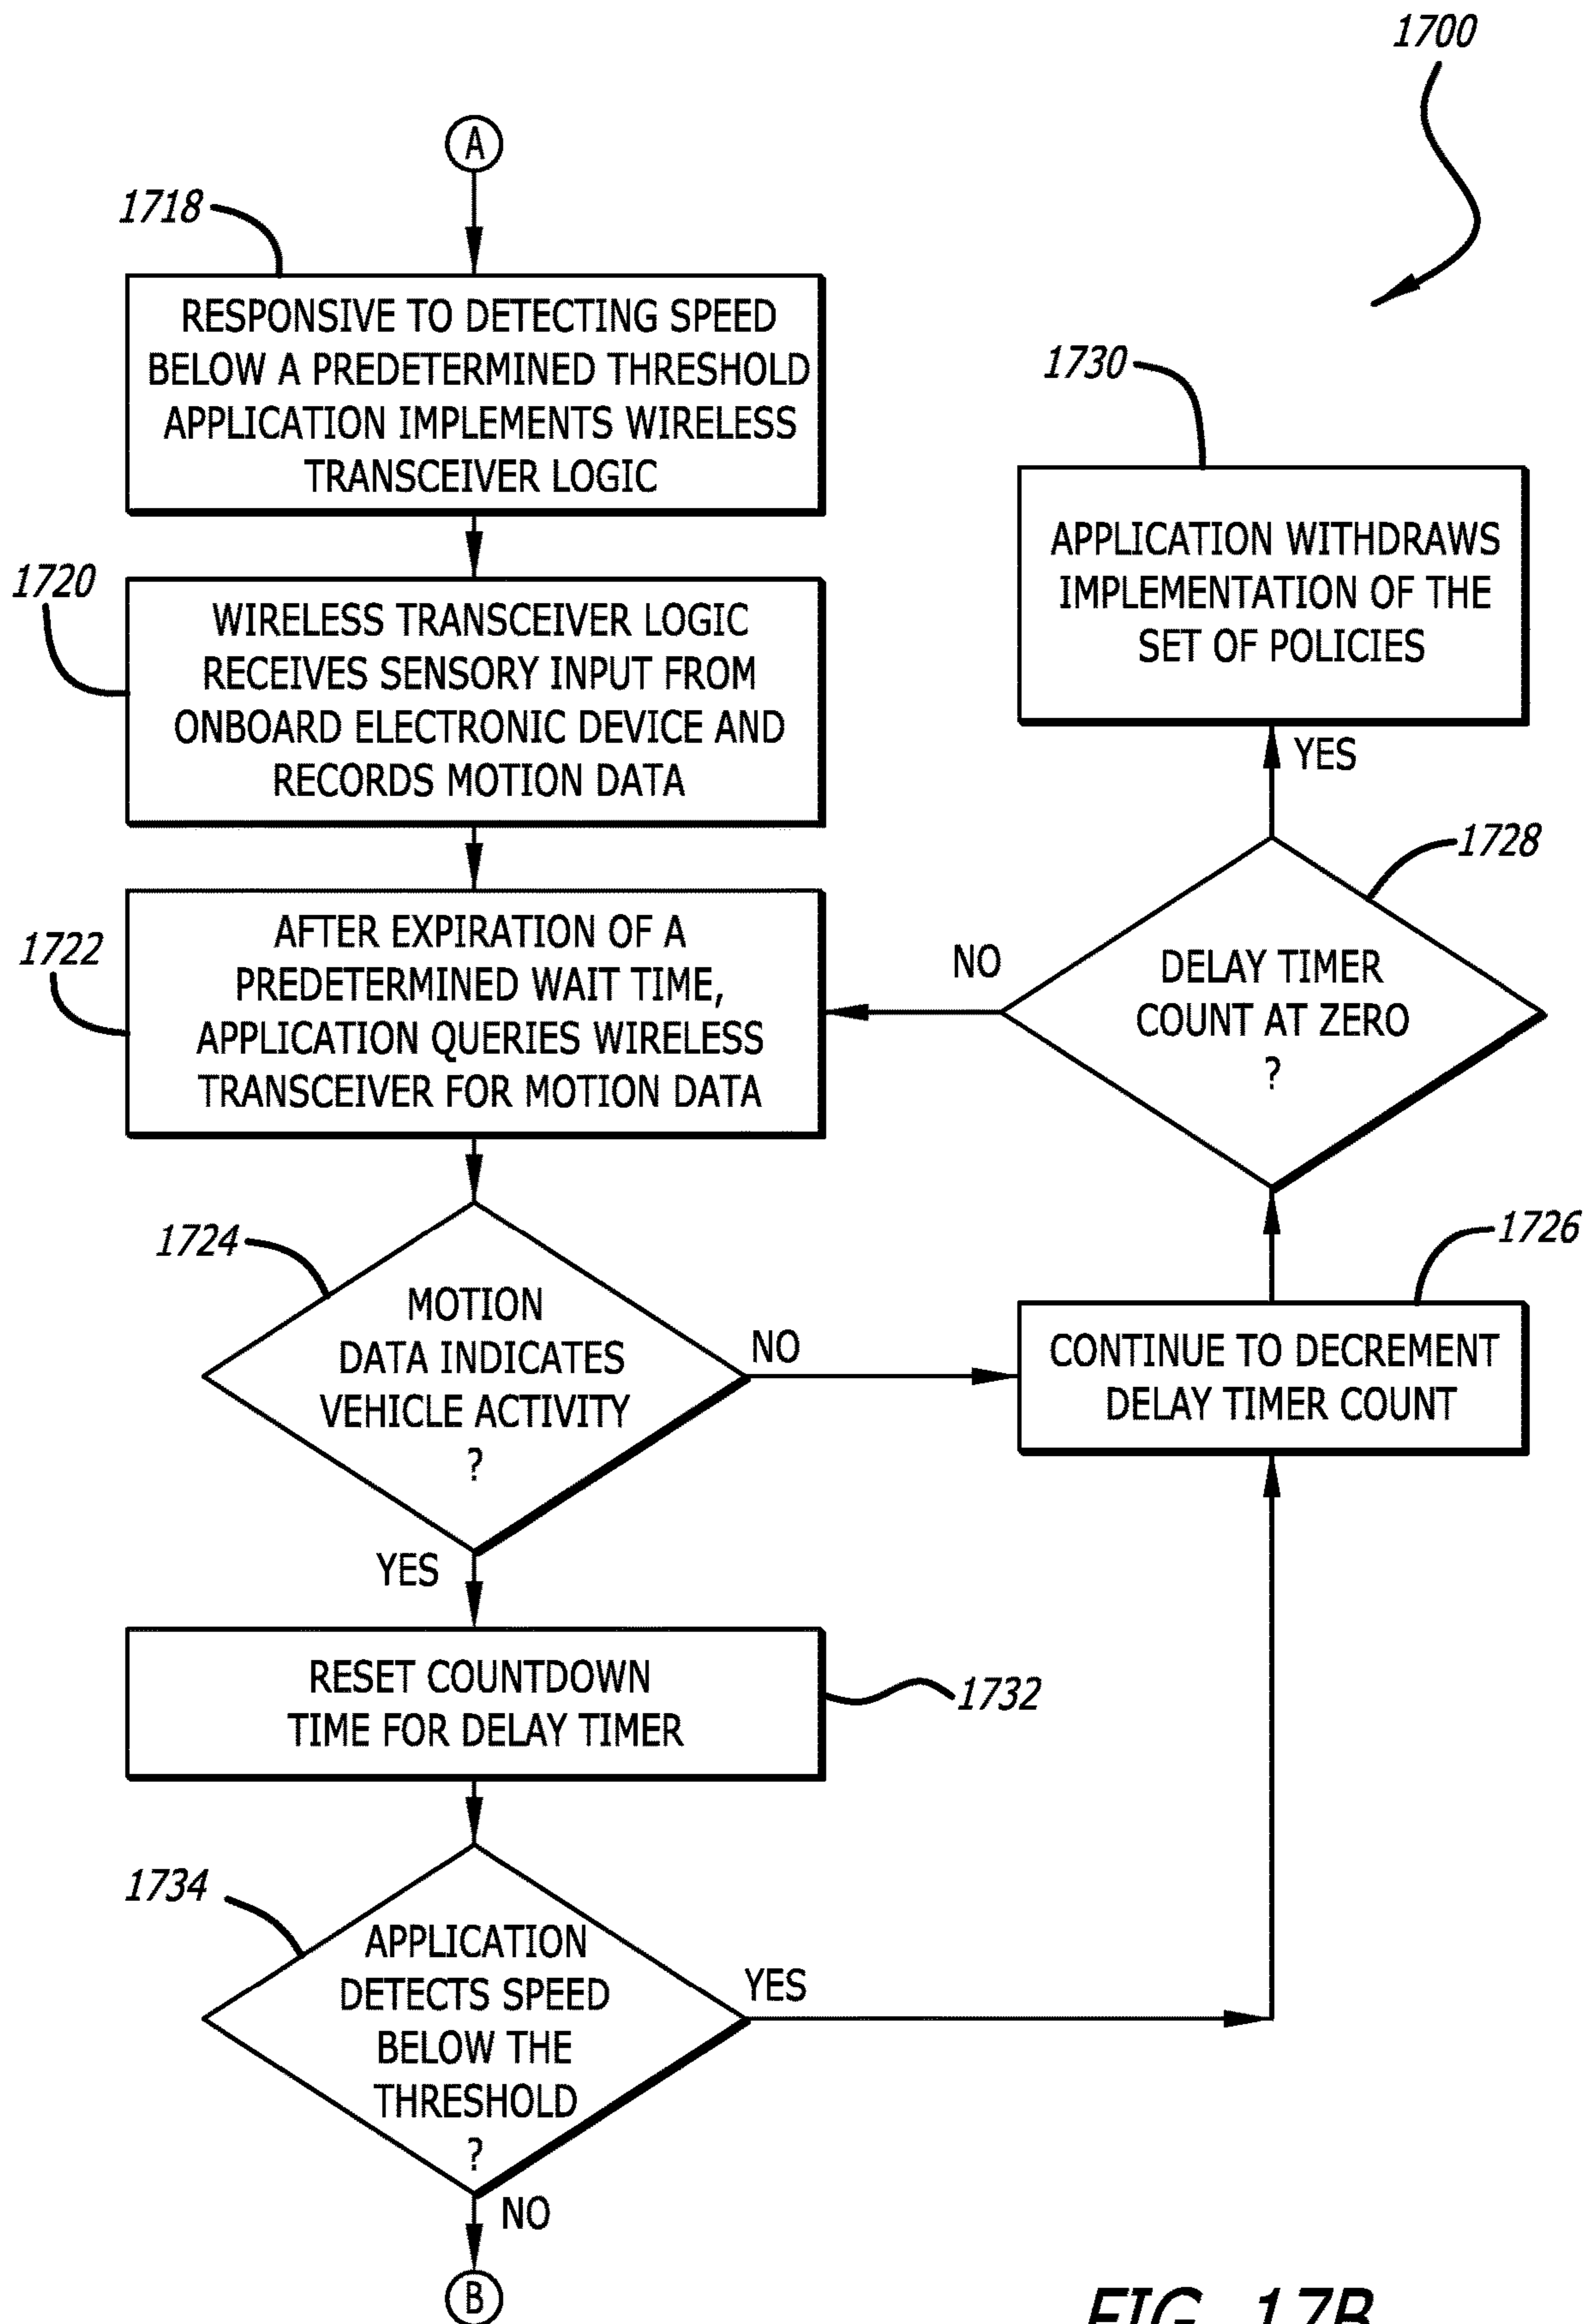 1700
A
1718
RESPONSIVE TO DETECTING SPEED
BELOW A PREDETERMINED THRESHOLD
APPLICATION IMPLEMENTS WIRELESS
TRANSCEIVER LOGIC
1720
WIRELESS TRANSCEIVER LOGIC
RECEIVES SENSORY INPUT FROM
ONBOARD ELECTRONIC DEVICE AND
RECORDS MOTION DATA
1722
AFTER EXPIRATION OF A
PREDETERMINED WAIT TIME,
APPLICATION QUERIES WIRELESS
TRANSCEIVER FOR MOTION DATA
1724
MOTION
DATA INDICATES
VEHICLE ACTIVITY
?
NO
YES
1726
CONTINUE TO DECREMENT
DELAY TIMER COUNT
1728
DELAY TIMER
COUNT AT ZERO
?
NO
YES
1730
APPLICATION WITHDRAWS
IMPLEMENTATION OF THE
SET OF POLICIES
RESET COUNTDOWN
TIME FOR DELAY TIMER
1732
1734
APPLICATION
DETECTS SPEED
BELOW THE
THRESHOLD
?
YES
NO
B
FIG. 17B